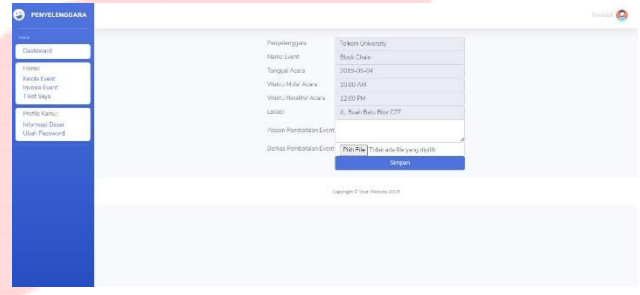 PENYELENGGARA
Dashboard
Home:
Kelola Event
Invoice Event
Tiket Saya
Profile Kamu:
Informasi Dasar
Ubah Password
Penyelenggara Telkom University
Nama Event Block Chain
Tanggal Acara 2019-05-04
Waktu Mulai Acara 10:00 AM
Waktu Berakhir Acara 12:00 PM
Lokasi JL. Buah Batu Blok C77
Alasan Pembatalan Event
Berkas Pembatalan Event Pilih File Tidak ada file yang dipilih
Simpan
Copyright © Your Website 2019